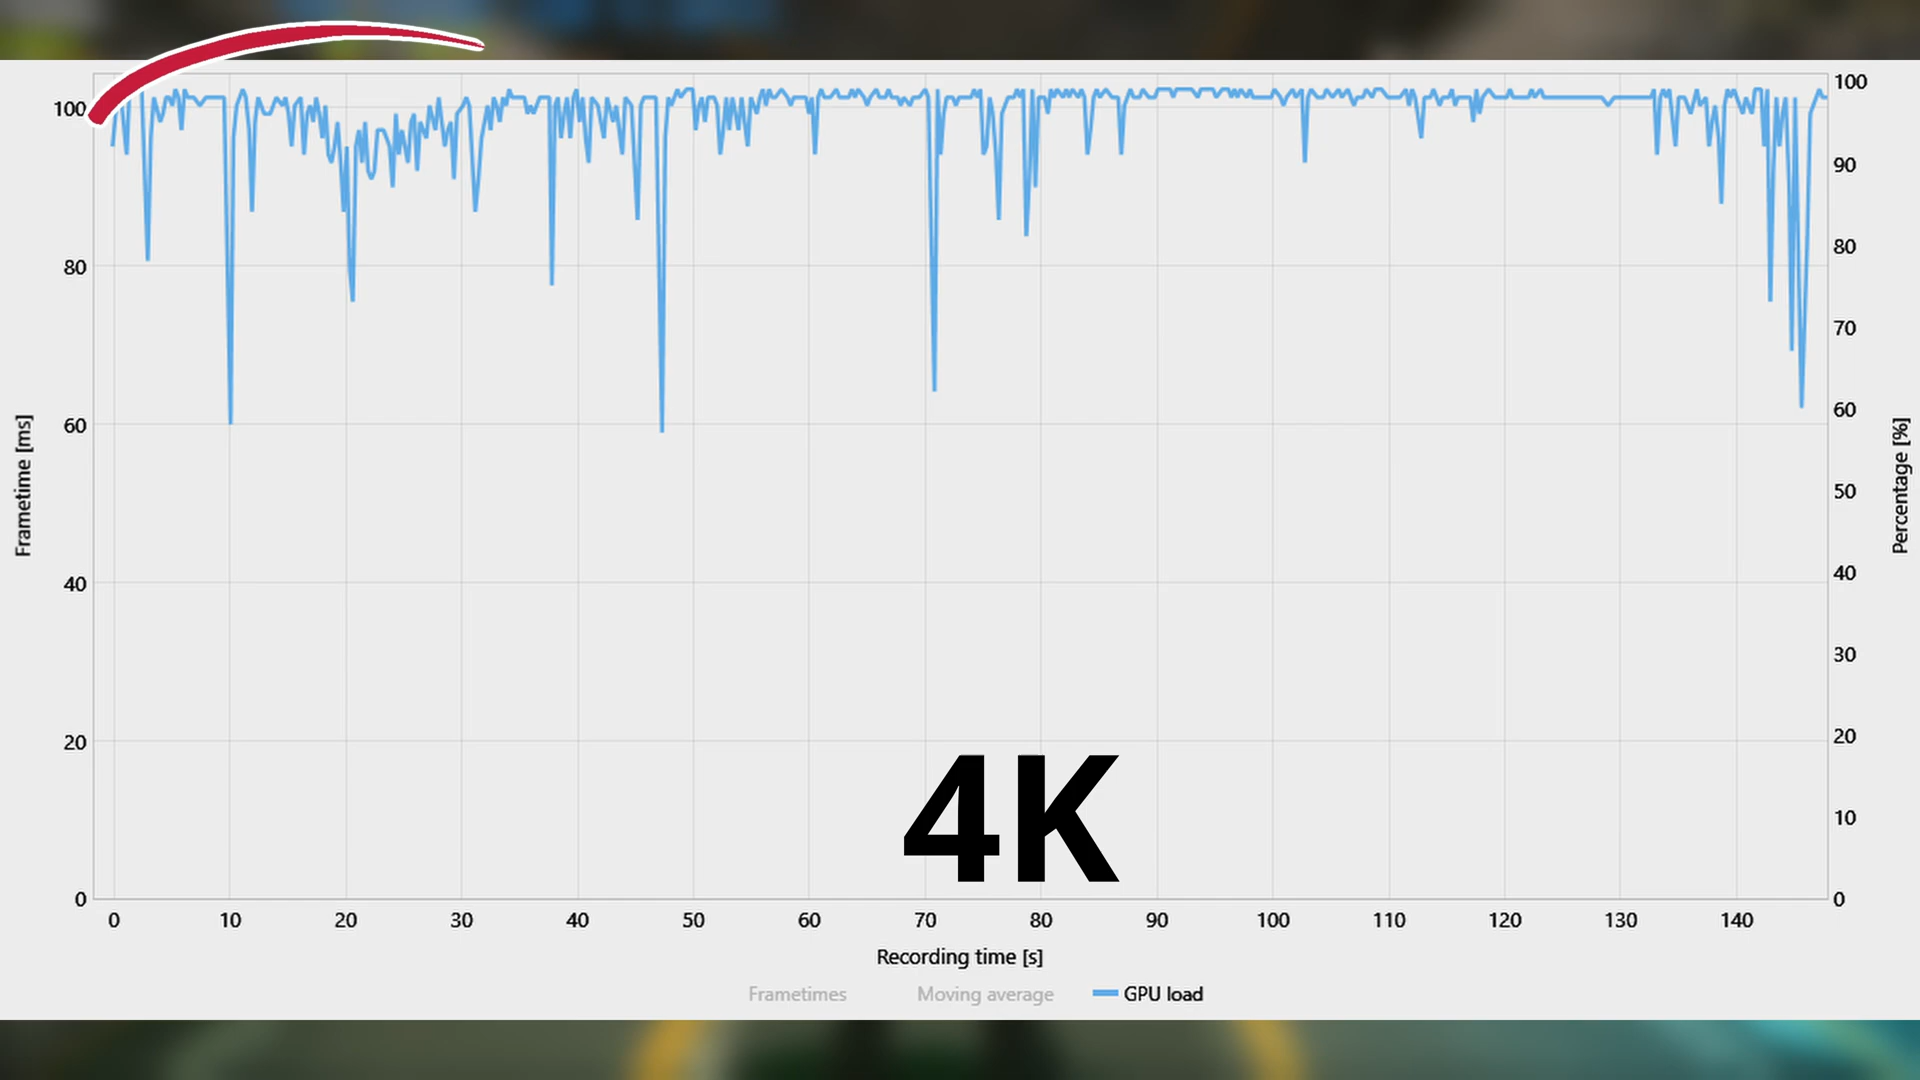 100
80
60
40
20
0
Frametime [ms]
100
90
80
70
60
50
40
30
20
10
0
Percentage [%]
4K
0 10 20 30 40 50 60 70 80 90 100 110 120 130 140
Recording time [s]
Frametimes Moving average GPU load